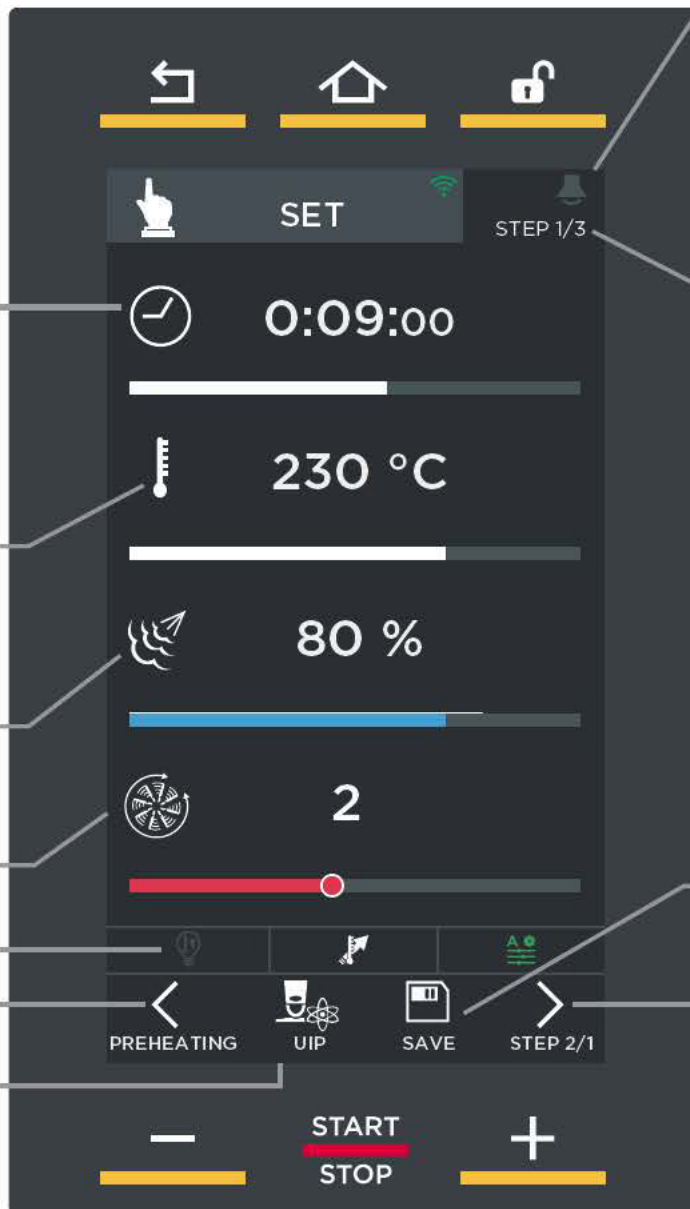 SET
STEP 1/3
0:09:00
230 °C
80 %
2
A
PREHEATING UIP SAVE STEP 2/1
START
STOP